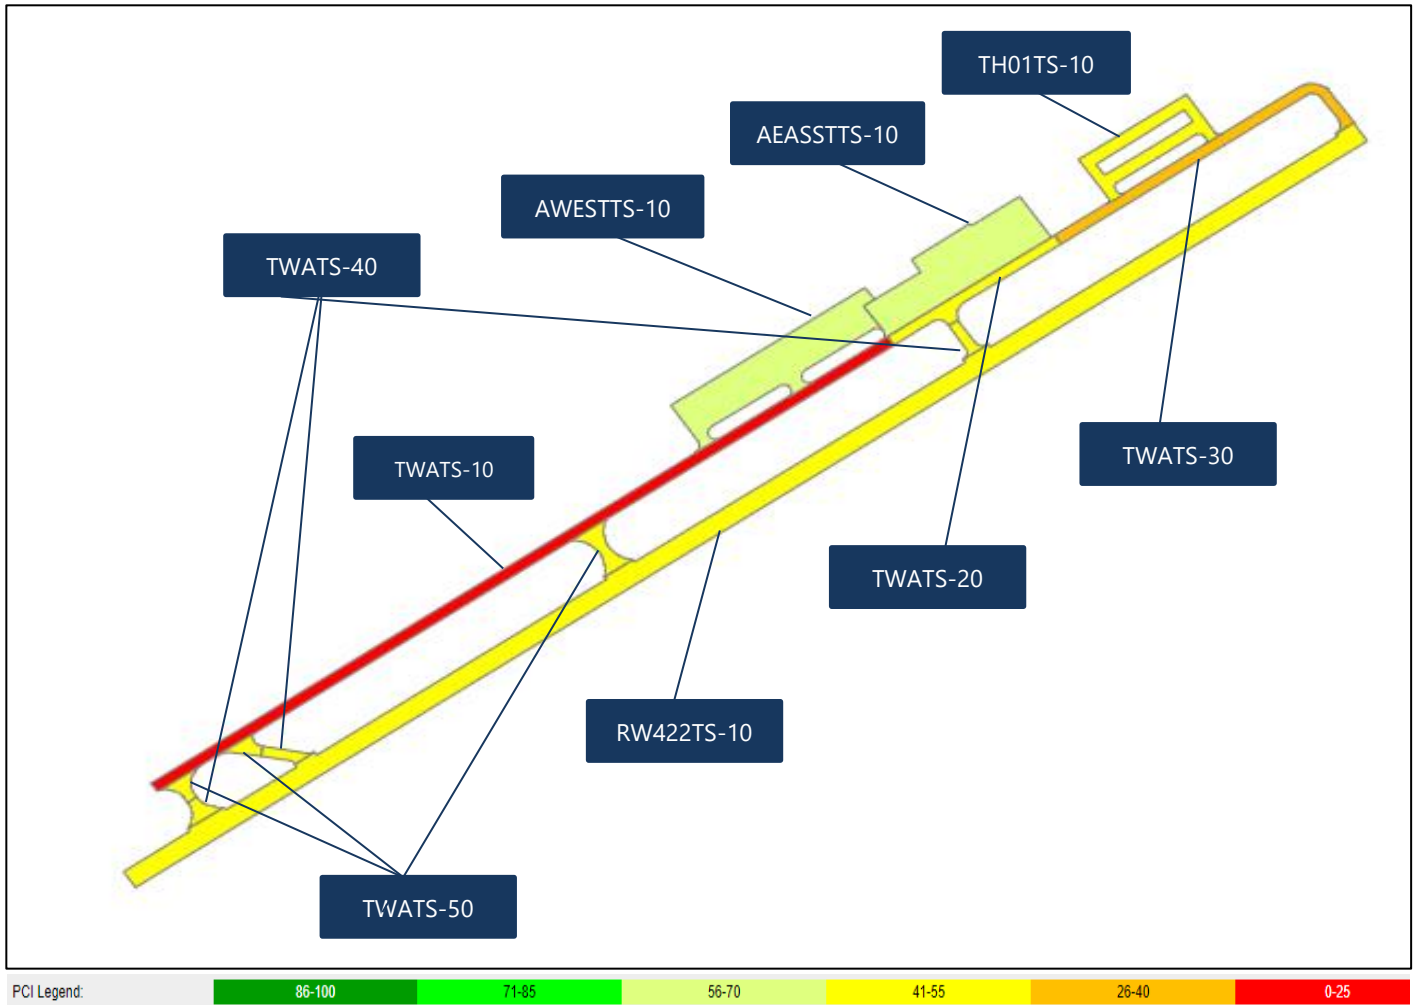 TH01TS-10
AEASSTTS-10
AWESTTS-10
TWATS-40
TWATS-10
TWATS-30
TWATS-20
RW422TS-10
TWATS-50
PCI Legend: 86-100 71-85 56-70 41-55 26-40 0-25